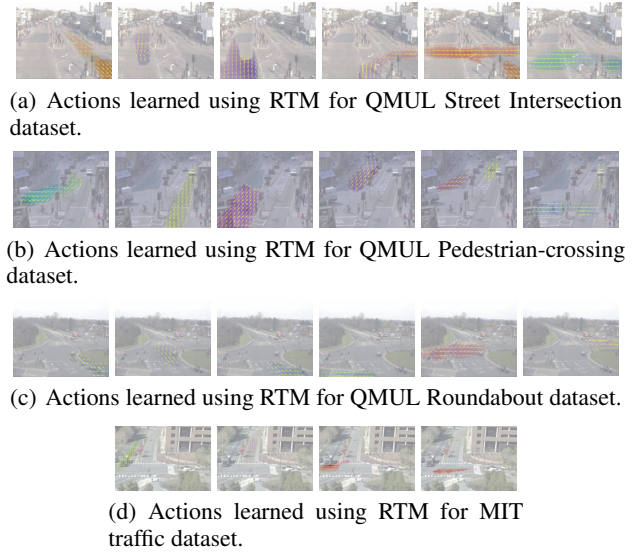 (a) Actions learned using RTM for QMUL Street Intersection
dataset.
(b) Actions learned using RTM for QMUL Pedestrian-crossing
dataset.
(c) Actions learned using RTM for QMUL Roundabout dataset.
(d) Actions learned using RTM for MIT
traffic dataset.